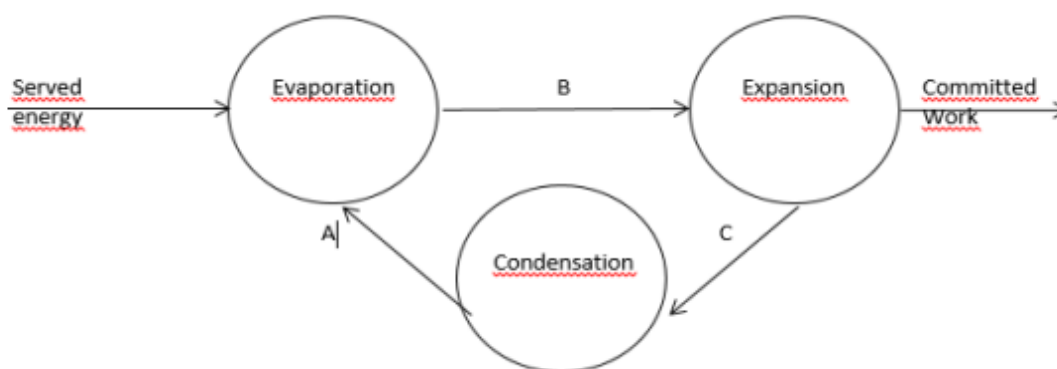 Served
energy
Evaporation
B
Expansion
Committed
Work
A
C
Condensation